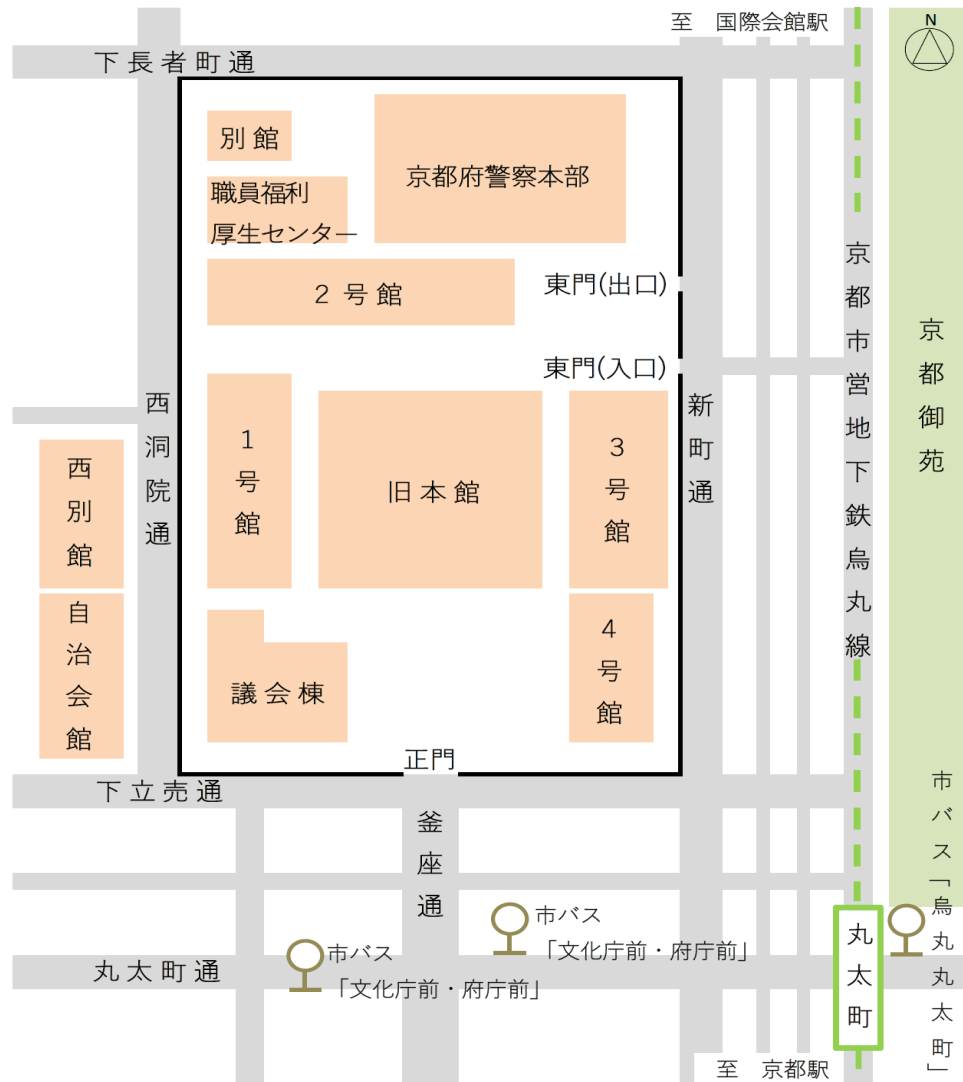 至　国際会館駅
N
下長者町通
別館
京都府警察本部
職員福利
厚生センター
2号館
東門(出口)
東門(入口)
京都市営地下鉄烏丸線
京都御苑
西洞院通
新町通
1号館
旧本館
3号館
西別館
自治会館
4号館
議会棟
正門
下立売通
釜座通
市バス「烏丸丸太町」
市バス
「文化庁前・府庁前」
市バス
「文化庁前・府庁前」
丸太町
丸太町通
至　京都駅